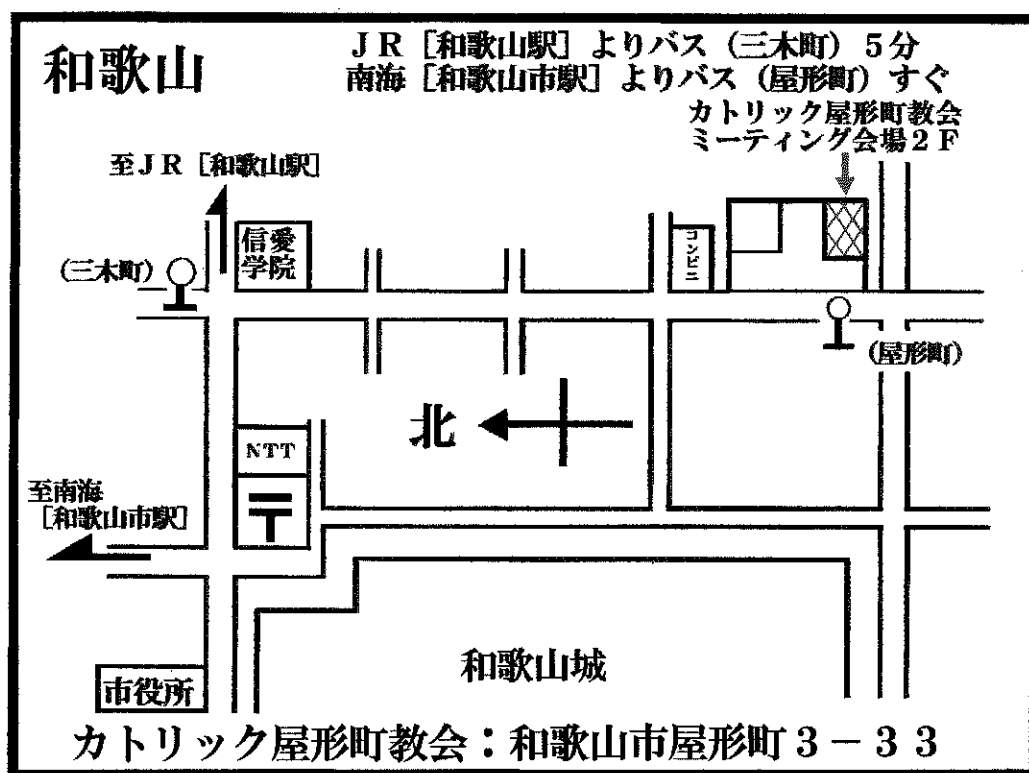 和歌山
JR［和歌山駅］よりバス（三木町）5分
南海［和歌山市駅］よりバス（屋形町）すぐ
カトリック屋形町教会
ミーティング会場2F
至JR［和歌山駅］
信愛
学院
コンビニ
（三木町）
（屋形町）
北
NTT
〒
至南海
［和歌山市駅］
和歌山城
市役所
カトリック屋形町教会：和歌山市屋形町3－33